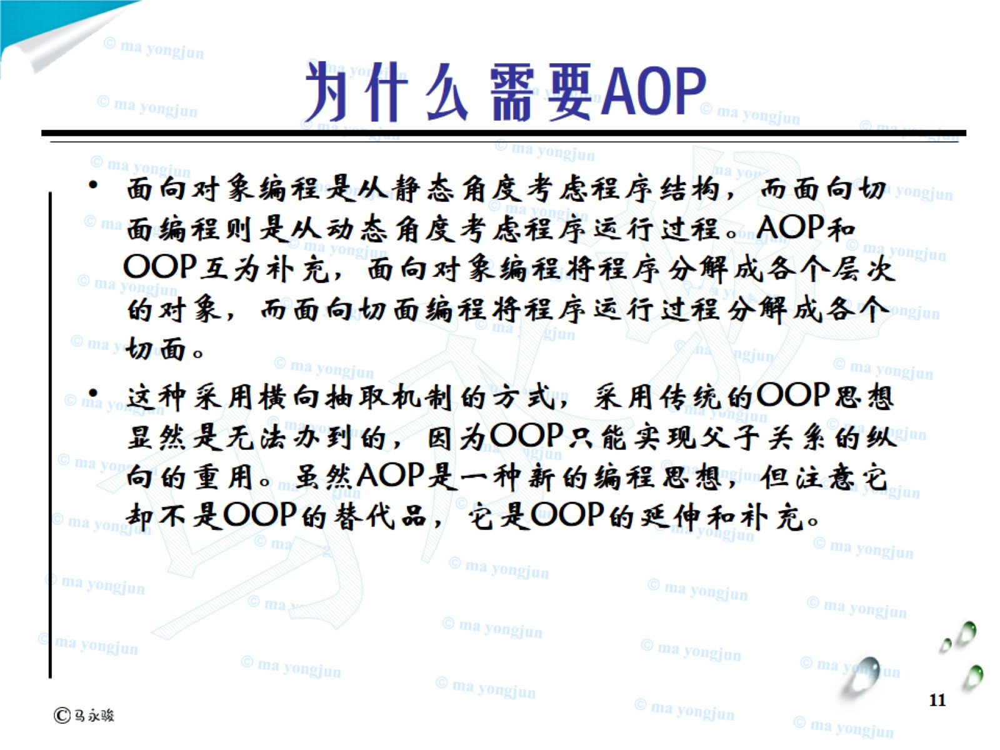 为什么需要AOP
• 面向对象编程是从静态角度考虑程序结构，而面向切
面编程则是从动态角度考虑程序运行过程。AOP和
OOP互为补充，面向对象编程将程序分解成各个层次
的对象，而面向切面编程将程序运行过程分解成各个
切面。
• 这种采用横向抽取机制的方式，采用传统的OOP思想
显然是无法办到的，因为OOP只能实现父子关系的纵
向的重用。虽然AOP是一种新的编程思想，但注意它
却不是OOP的替代品，它是OOP的延伸和补充。
©马永骏
11
© ma yongjun
马永骏